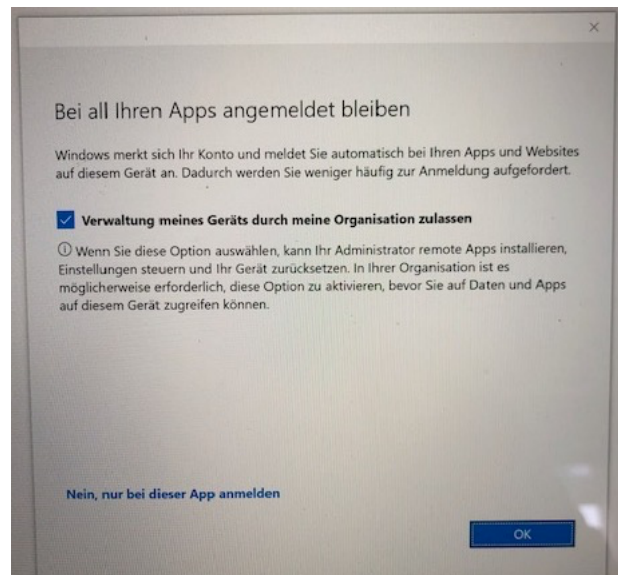 Bei all Ihren Apps angemeldet bleiben
Windows merkt sich Ihr Konto und meldet Sie automatisch bei Ihren Apps und Websites
auf diesem Gerät an. Dadurch werden Sie weniger häufig zur Anmeldung aufgefordert.
Verwaltung meines Geräts durch meine Organisation zulassen
Wenn Sie diese Option auswählen, kann Ihr Administrator remote Apps installieren,
Einstellungen steuern und Ihr Gerät zurücksetzen. In Ihrer Organisation ist es
möglicherweise erforderlich, diese Option zu aktivieren, bevor Sie auf Daten und Apps
auf diesem Gerät zugreifen können.
Nein, nur bei dieser App anmelden
OK